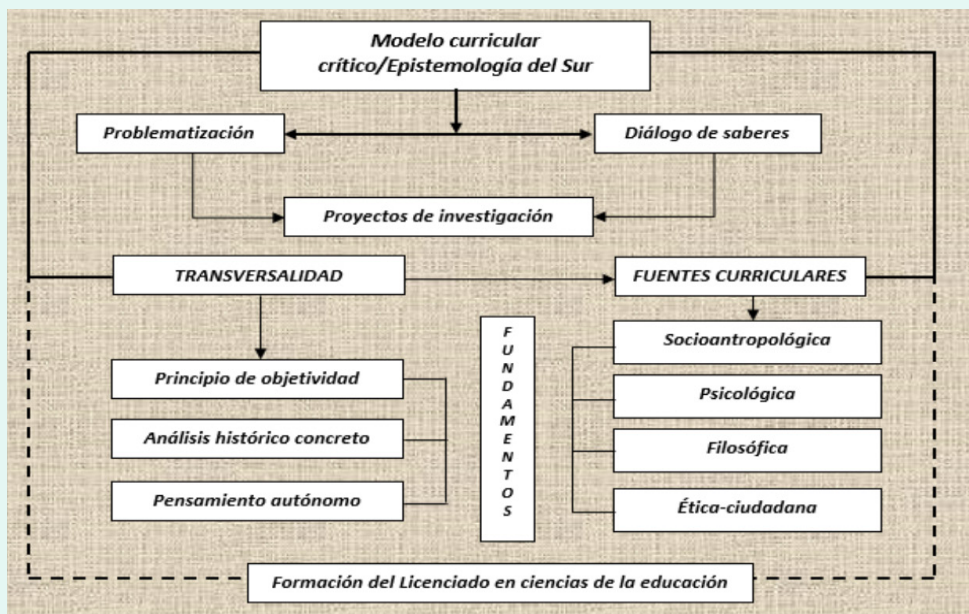 Modelo curricular
crítico/Epistemología del Sur
Problematización
Diálogo de saberes
Proyectos de investigación
TRANSVERSALIDAD
FUENTES CURRICULARES
Principio de objetividad
Análisis histórico concreto
Pensamiento autónomo
FUNDAMENTOS
Socioantropológica
Psicológica
Filosófica
Ética-ciudadana
Formación del Licenciado en ciencias de la educación